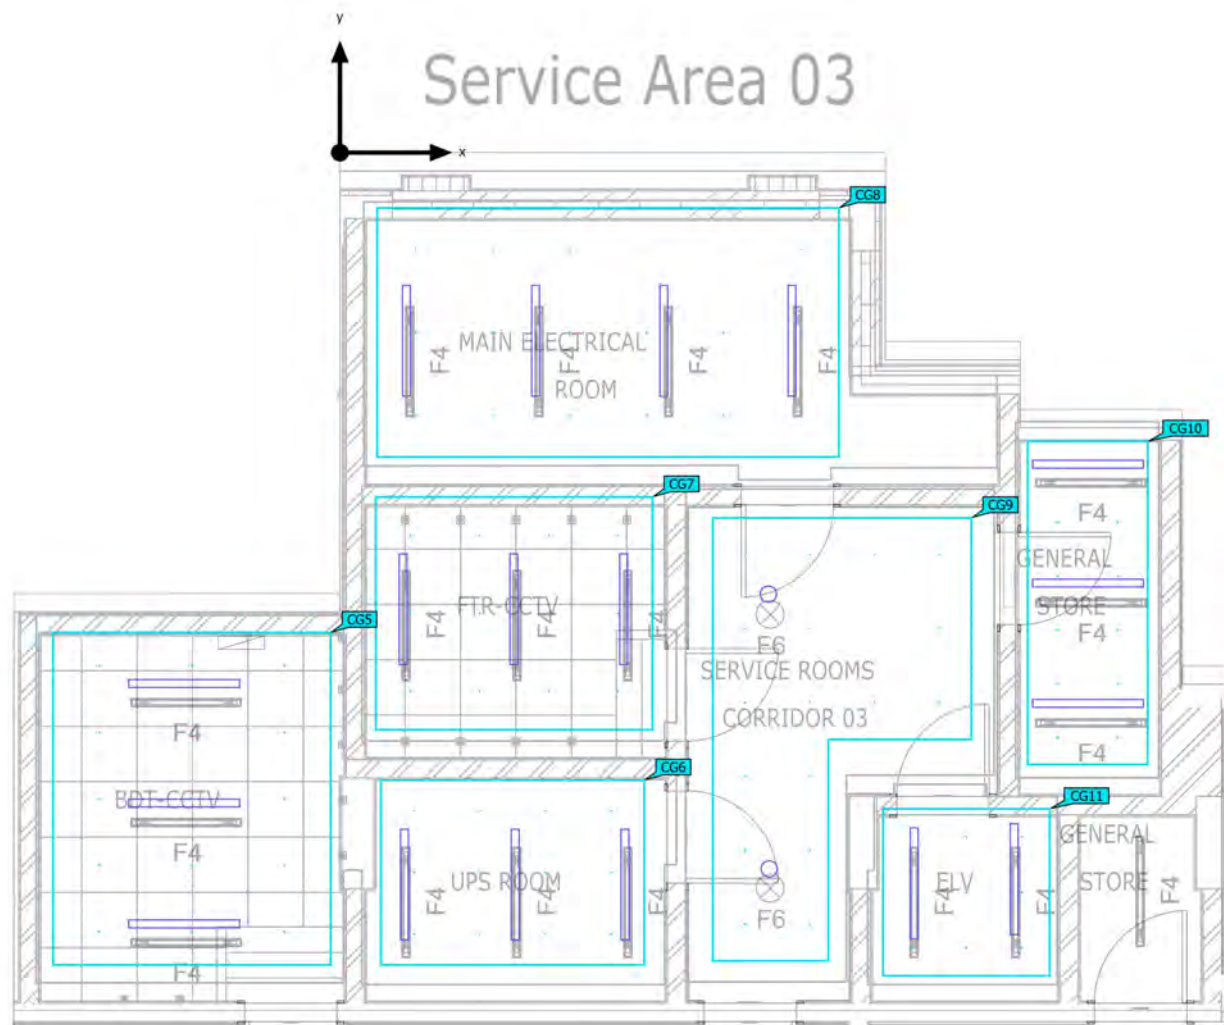 y
Service Area 03
x
CG8
MAIN ELECTRICAL
ROOM
F4
F4
F4
F4
CG10
CG7
CG9
F4
GENERAL
STORE
F4
F4
FTR-CCTV
F4
F4
F4
F6
SERVICE ROOMS
CORRIDOR 03
CG5
F4
BDT-CCTV
F4
F4
CG6
UPS ROOM
F4
F4
F4
F6
CG11
ELV
F4
F4
GENERAL
STORE
F4